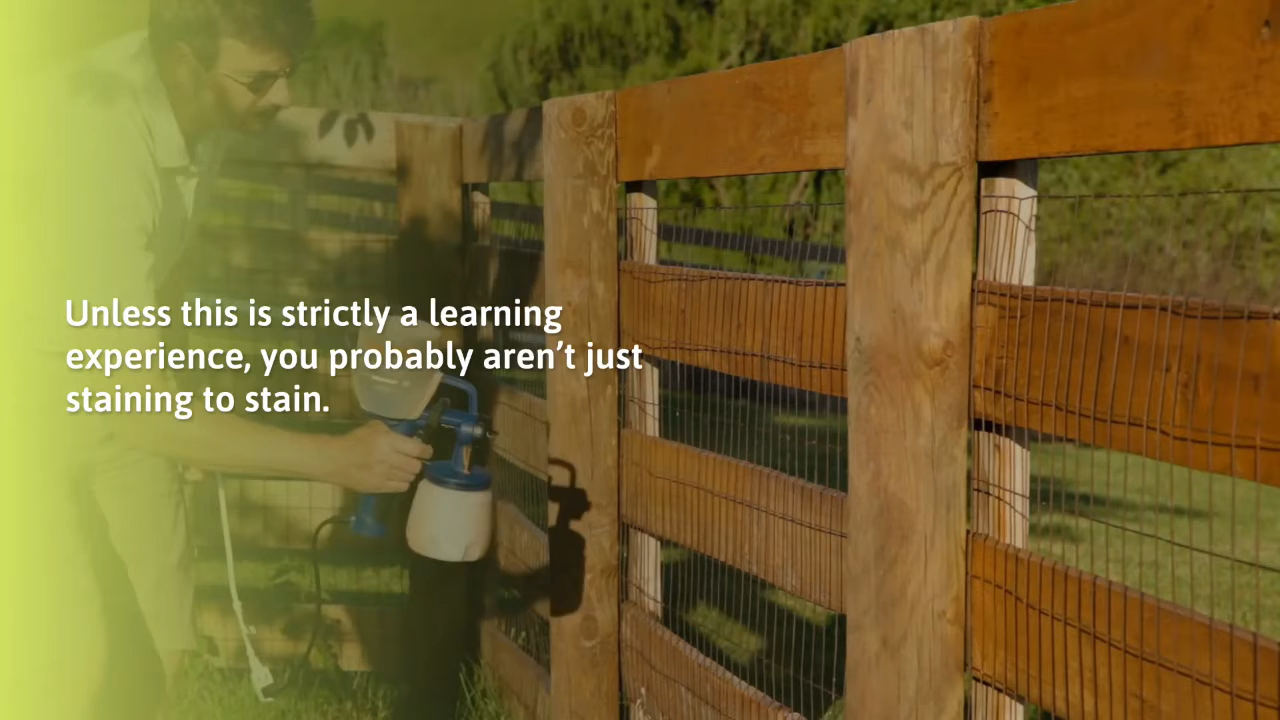 Unless this is strictly a learning
experience, you probably aren’t just
staining to stain.